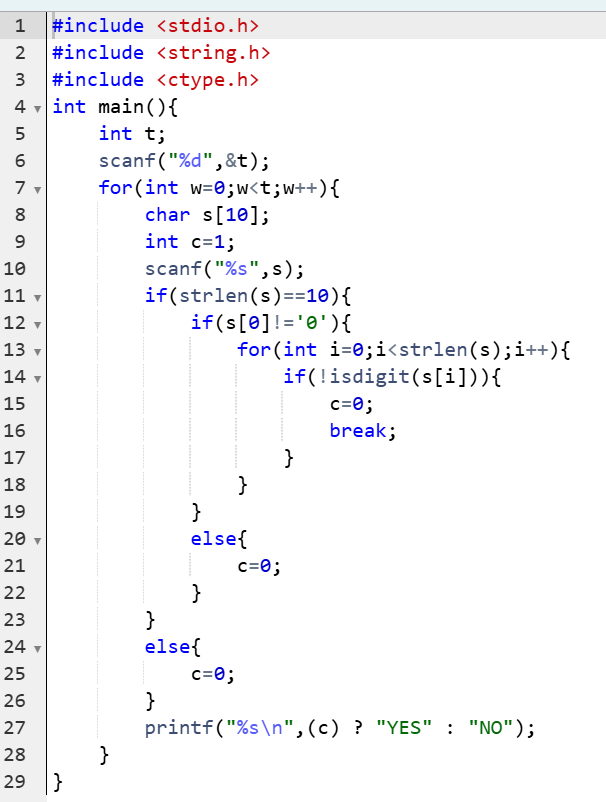 1 #include <stdio.h>
2 #include <string.h>
3 #include <ctype.h>
4 int main(){
5     int t;
6     scanf("%d",&t);
7     for(int w=0;w<t;w++){
8         char s[10];
9         int c=1;
10         scanf("%s",s);
11         if(strlen(s)==10){
12             if(s[0]!='0'){
13                 for(int i=0;i<strlen(s);i++){
14                     if(!isdigit(s[i])){
15                         c=0;
16                         break;
17                     }
18                 }
19             }
20             else{
21                 c=0;
22             }
23         }
24         else{
25             c=0;
26         }
27         printf("%s\n",(c) ? "YES" : "NO");
28     }
29 }